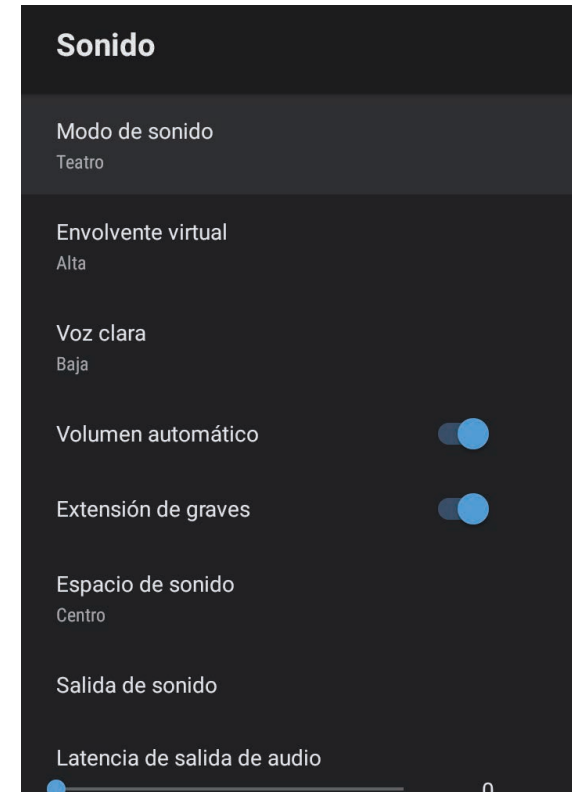 Sonido
Modo de sonido
Teatro
Envolvente virtual
Alta
Voz clara
Baja
Volumen automático
Extensión de graves
Espacio de sonido
Centro
Salida de sonido
Latencia de salida de audio
0